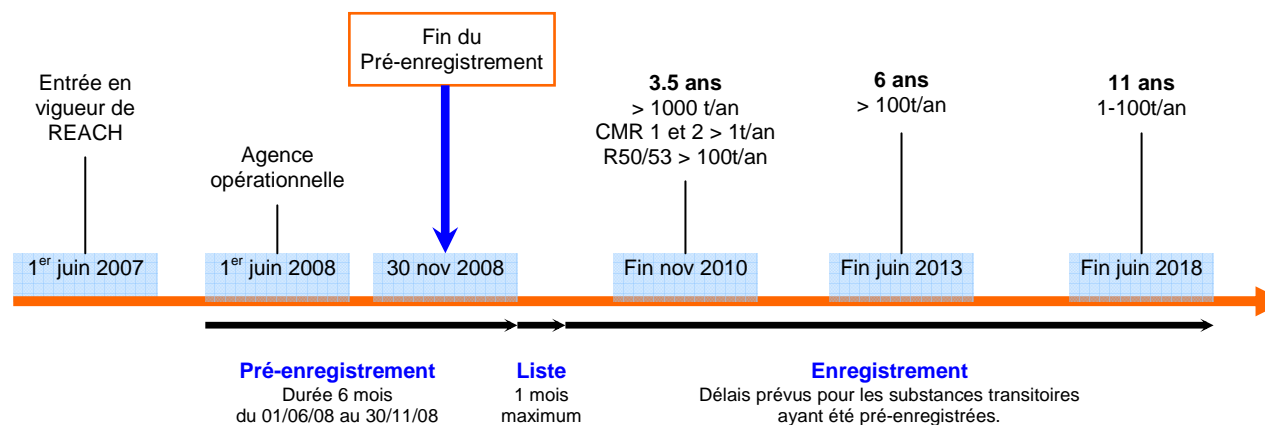 Fin du
Pré-enregistrement
Entrée en
vigueur de
REACH
Agence
opérationnelle
3.5 ans
> 1000 t/an
CMR 1 et 2 > 1t/an
R50/53 > 100t/an
6 ans
> 100t/an
11 ans
1-100t/an
1er juin 2007
1er juin 2008
30 nov 2008
Fin nov 2010
Fin juin 2013
Fin juin 2018
Pré-enregistrement
Durée 6 mois
du 01/06/08 au 30/11/08
Liste
1 mois
maximum
Enregistrement
Délais prévus pour les substances transitoires
ayant été pré-enregistrées.